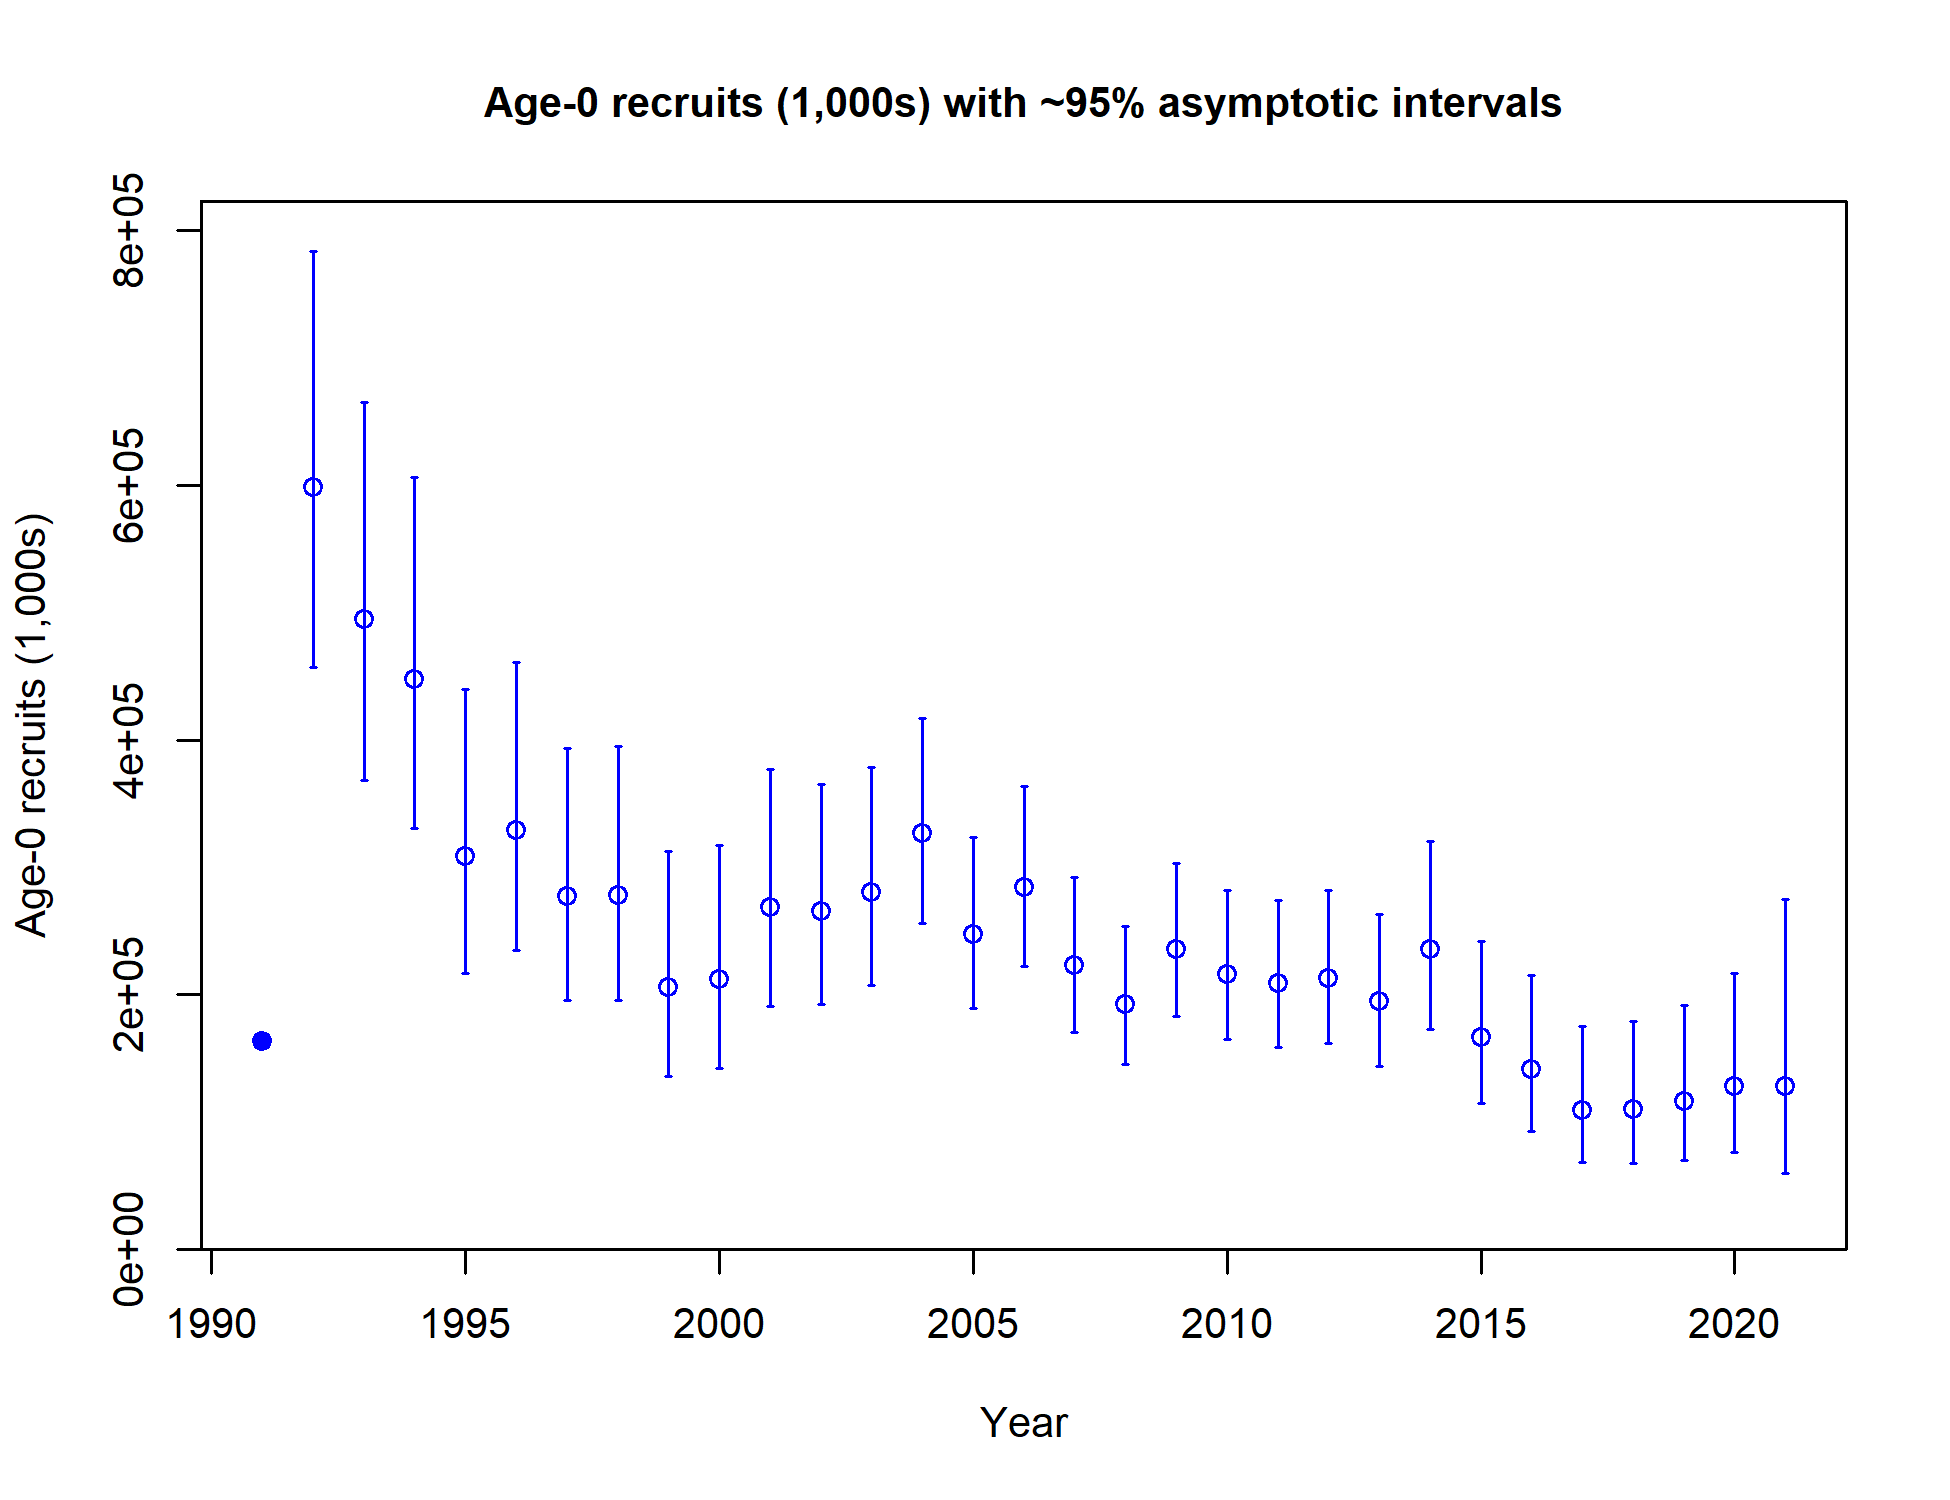 Age-0 recruits (1,000s) with ~95% asymptotic intervals
Age-0 recruits (1,000s)
8e+05
6e+05
4e+05
2e+05
0e+00
1990 1995 2000 2005 2010 2015 2020
Year